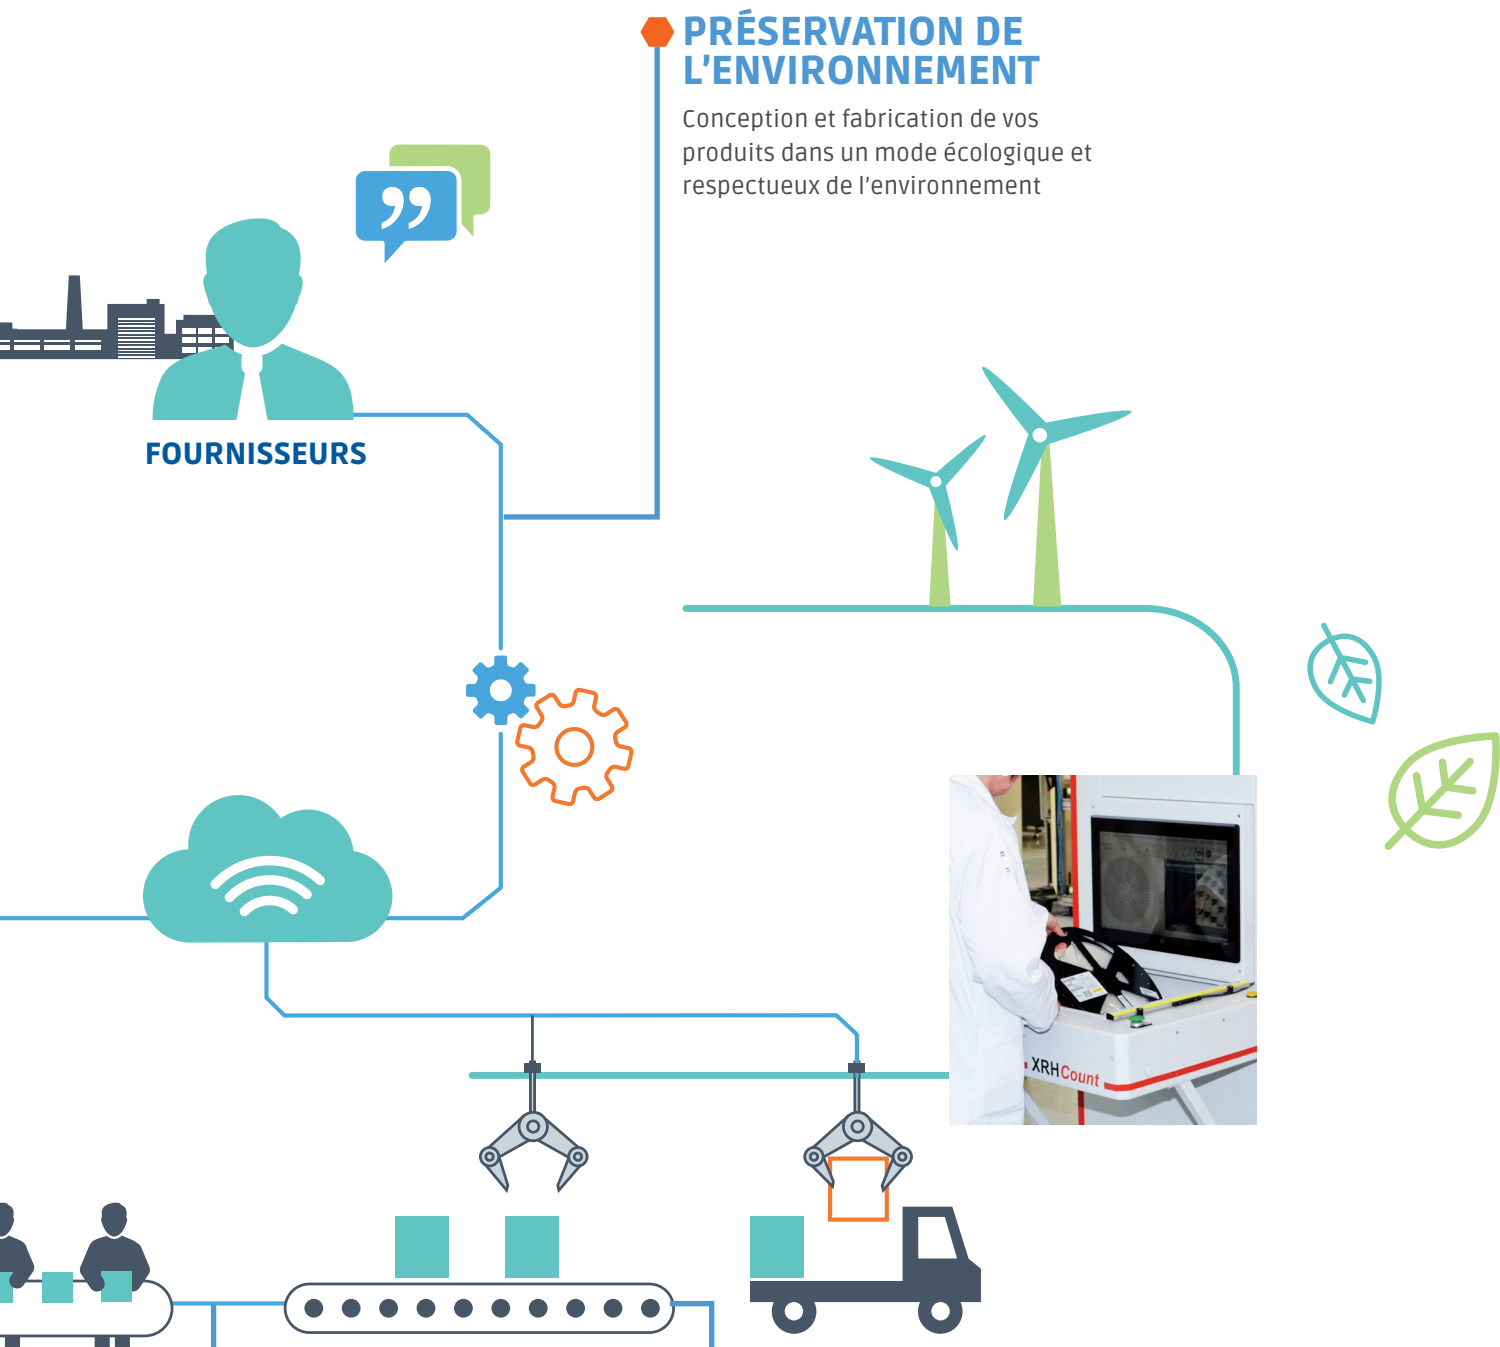 PRÉSERVATION DE
L’ENVIRONNEMENT
Conception et fabrication de vos
produits dans un mode écologique et
respectueux de l’environnement
FOURNISSEURS
XRHCount